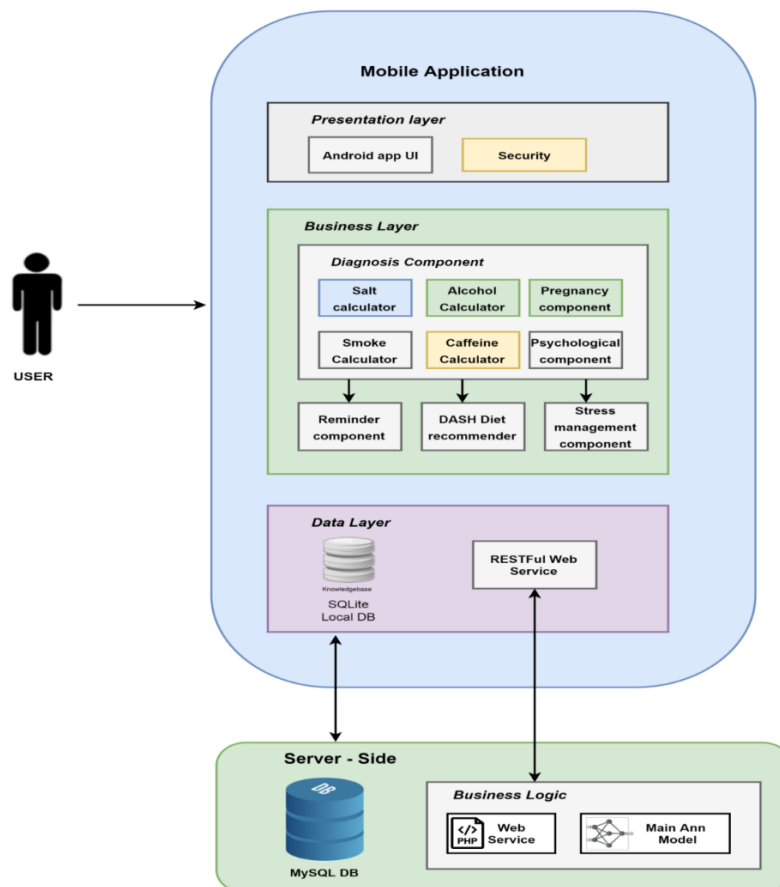 Mobile Application
Presentation layer
Android app UI
Security
Business Layer
Diagnosis Component
Salt
calculator
Alcohol
Calculator
Pregnancy
component
Smoke
Calculator
Caffeine
Calculator
Psychological
component
Reminder
component
DASH Diet
recommender
Stress
management
component
USER
Data Layer
Knowledgebase
SQLite
Local DB
RESTFul Web
Service
Server - Side
DB
MySQL DB
Business Logic
</>
PHP
Web
Service
Main Ann
Model